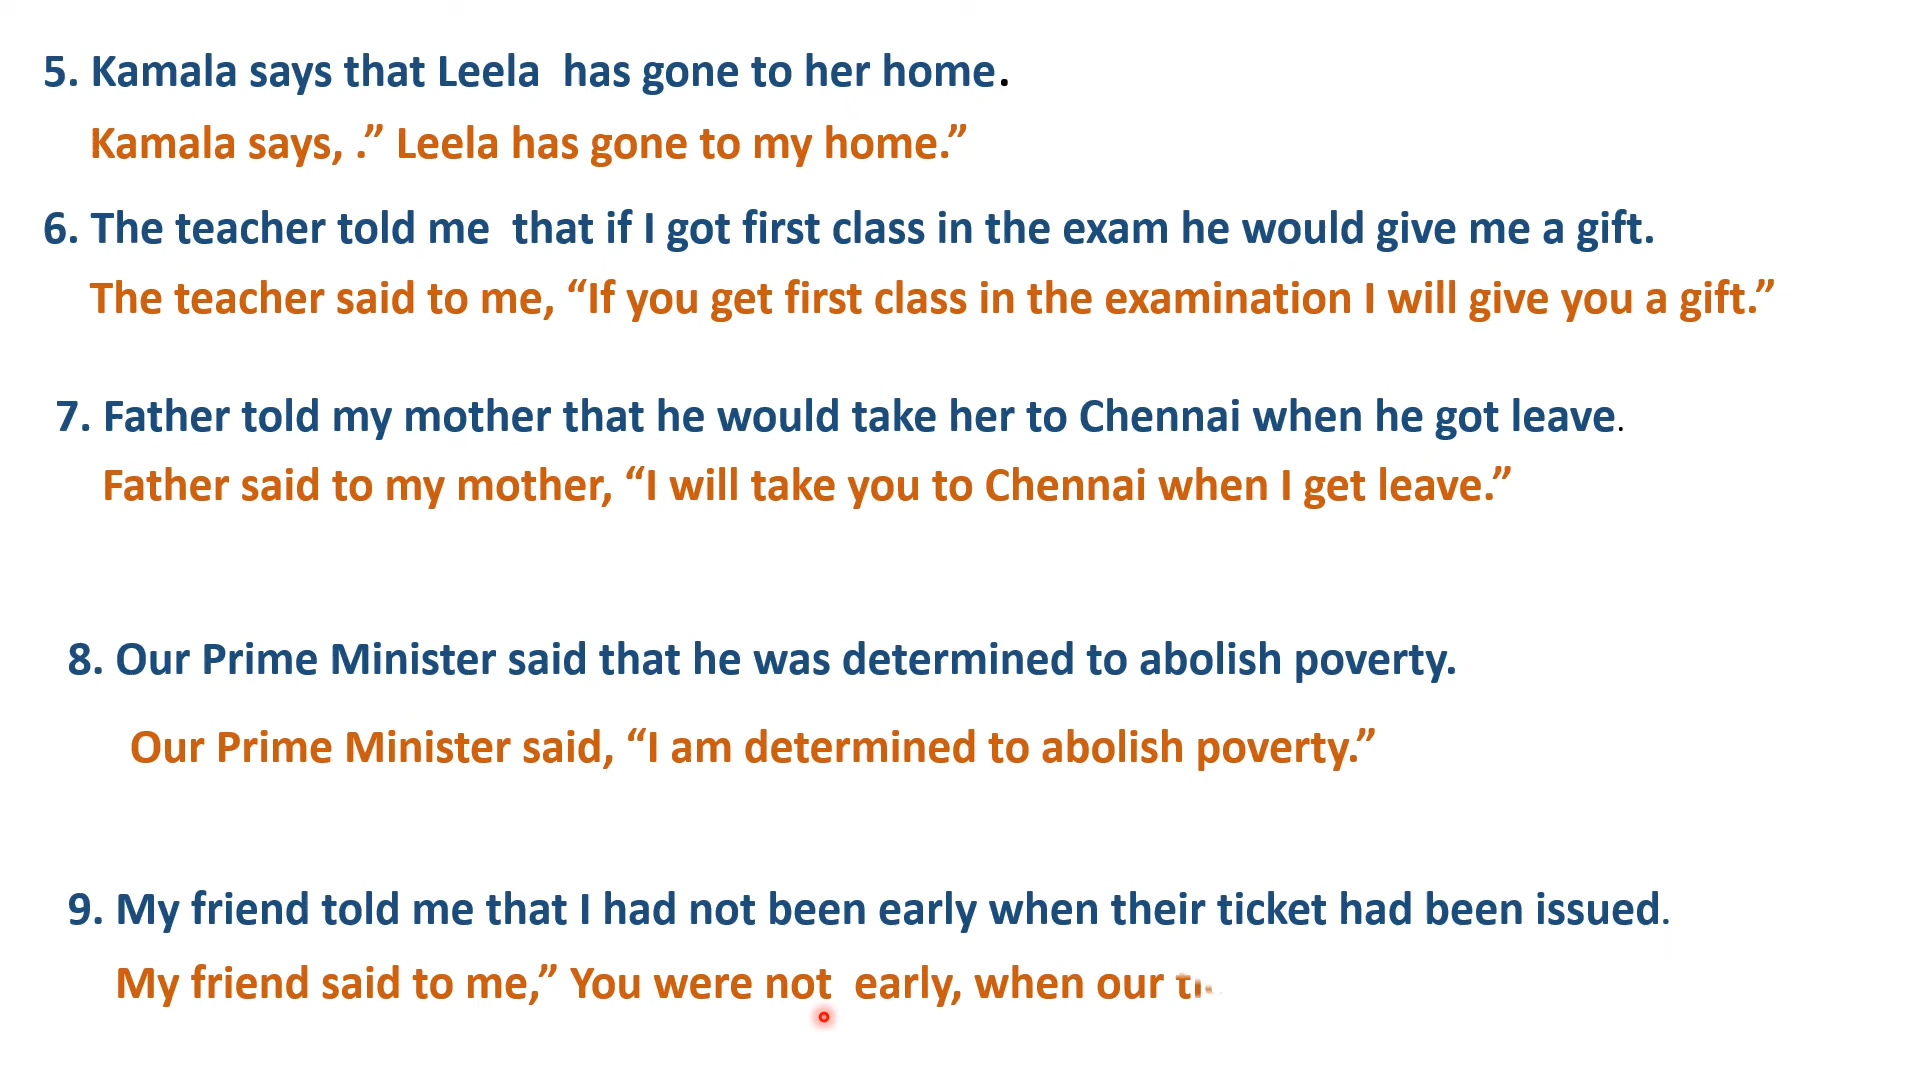 5. Kamala says that Leela has gone to her home.
Kamala says, .” Leela has gone to my home.”
6. The teacher told me that if I got first class in the exam he would give me a gift.
The teacher said to me, “If you get first class in the examination I will give you a gift.”
7. Father told my mother that he would take her to Chennai when he got leave.
Father said to my mother, “I will take you to Chennai when I get leave.”
8. Our Prime Minister said that he was determined to abolish poverty.
Our Prime Minister said, “I am determined to abolish poverty.”
9. My friend told me that I had not been early when their ticket had been issued.
My friend said to me,” You were not early, when our